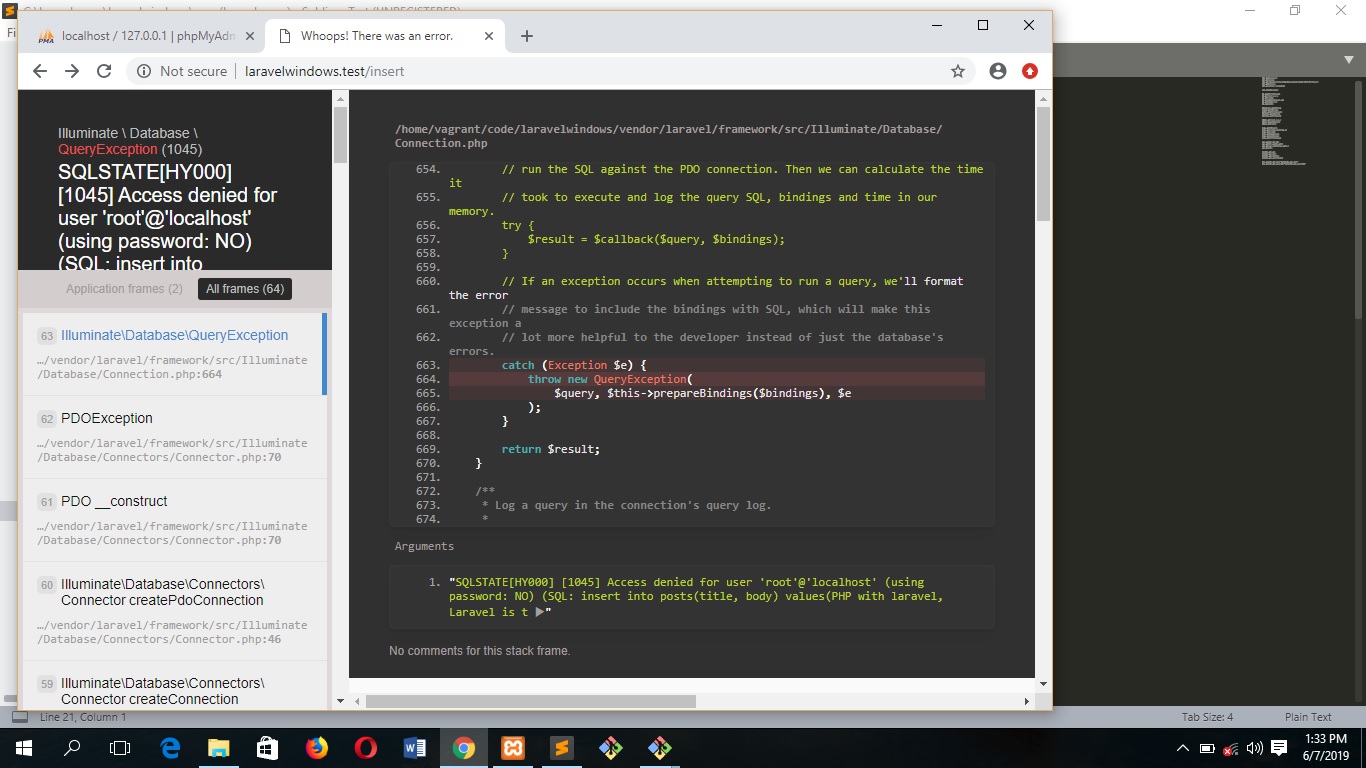 localhost / 127.0.0.1 | phpMyAdm
Whoops! There was an error.
Not secure
laravelwindows.test/insert
Illuminate \ Database \
QueryException (1045)
SQLSTATE[HY000]
[1045] Access denied for
user 'root'@'localhost'
(using password: NO)
(SQL: insert into
Application frames (2)
All frames (64)
63 Illuminate\Database\QueryException
…/vendor/laravel/framework/src/Illuminate
/Database/Connection.php:664
62 PDOException
…/vendor/laravel/framework/src/Illuminate
/Database/Connectors/Connector.php:70
61 PDO __construct
…/vendor/laravel/framework/src/Illuminate
/Database/Connectors/Connector.php:70
60 Illuminate\Database\Connectors\
Connector createPdoConnection
…/vendor/laravel/framework/src/Illuminate
/Database/Connectors/Connector.php:46
59 Illuminate\Database\Connectors\
Connector createConnection
/home/vagrant/code/laravelwindows/vendor/laravel/framework/src/Illuminate/Database/
Connection.php
654. // run the SQL against the PDO connection. Then we can calculate the time
it
655. // took to execute and log the query SQL, bindings and time in our
memory.
656. try {
657. $result = $callback($query, $bindings);
658. }
659.
660. // If an exception occurs when attempting to run a query, we'll format
the error
661. // message to include the bindings with SQL, which will make this
exception a
662. // lot more helpful to the developer instead of just the database's
errors.
663. catch (Exception $e) {
664. throw new QueryException(
665. $query, $this->prepareBindings($bindings), $e
666. );
667. }
668.
669. return $result;
670. }
671.
672. /**
673. * Log a query in the connection's query log.
674. *
Arguments
1. "SQLSTATE[HY000] [1045] Access denied for user 'root'@'localhost' (using
password: NO) (SQL: insert into posts(title, body) values(PHP with laravel,
Laravel is t ▶"
No comments for this stack frame.
Line 21, Column 1
Tab Size: 4
Plain Text
1:33 PM
6/7/2019